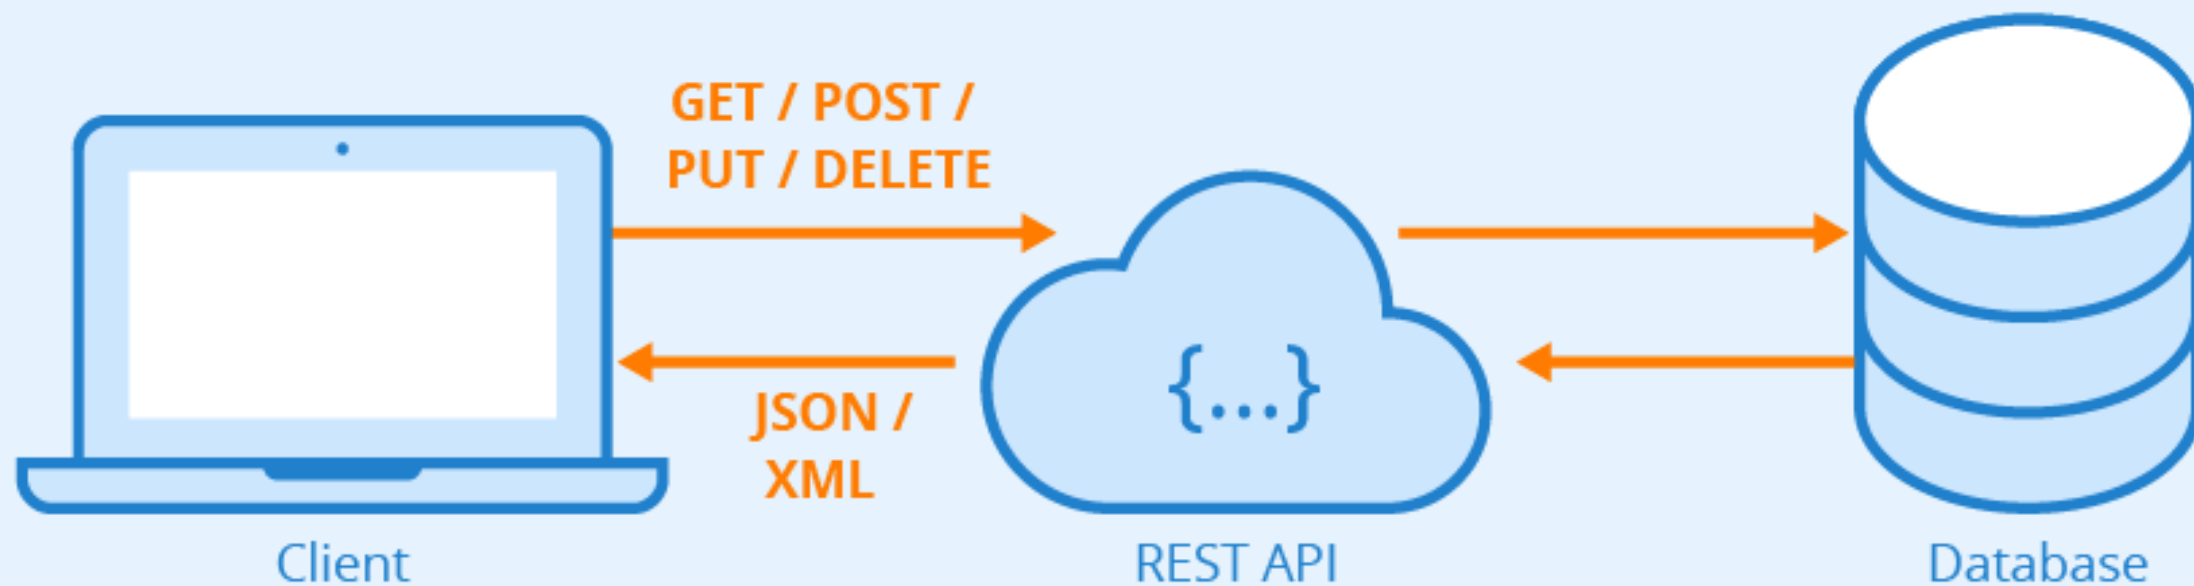 GET / POST /
PUT / DELETE
{...}
JSON /
XML
Client
REST API
Database